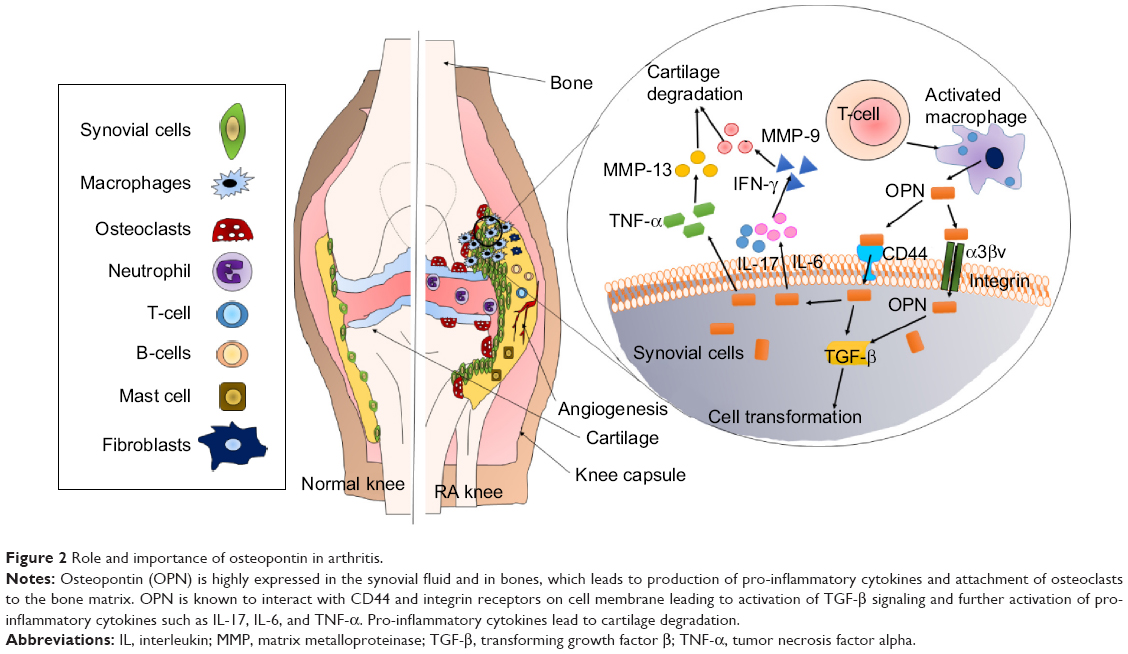 Synovial cells
Macrophages
Osteoclasts
Neutrophil
T-cell
B-cells
Mast cell
Fibroblasts
Normal knee
RA knee
Bone
Angiogenesis
Cartilage
Knee capsule
Cartilage
degradation
T-cell
Activated
macrophage
MMP-9
MMP-13
IFN-γ
OPN
TNF-α
IL-17
IL-6
CD44
α3βv
Integrin
OPN
Synovial cells
TGF-β
Cell transformation
Figure 2 Role and importance of osteopontin in arthritis.
Notes: Osteopontin (OPN) is highly expressed in the synovial fluid and in bones, which leads to production of pro-inflammatory cytokines and attachment of osteoclasts
to the bone matrix. OPN is known to interact with CD44 and integrin receptors on cell membrane leading to activation of TGF-β signaling and further activation of pro-
inflammatory cytokines such as IL-17, IL-6, and TNF-α. Pro-inflammatory cytokines lead to cartilage degradation.
Abbreviations: IL, interleukin; MMP, matrix metalloproteinase; TGF-β, transforming growth factor β; TNF-α, tumor necrosis factor alpha.